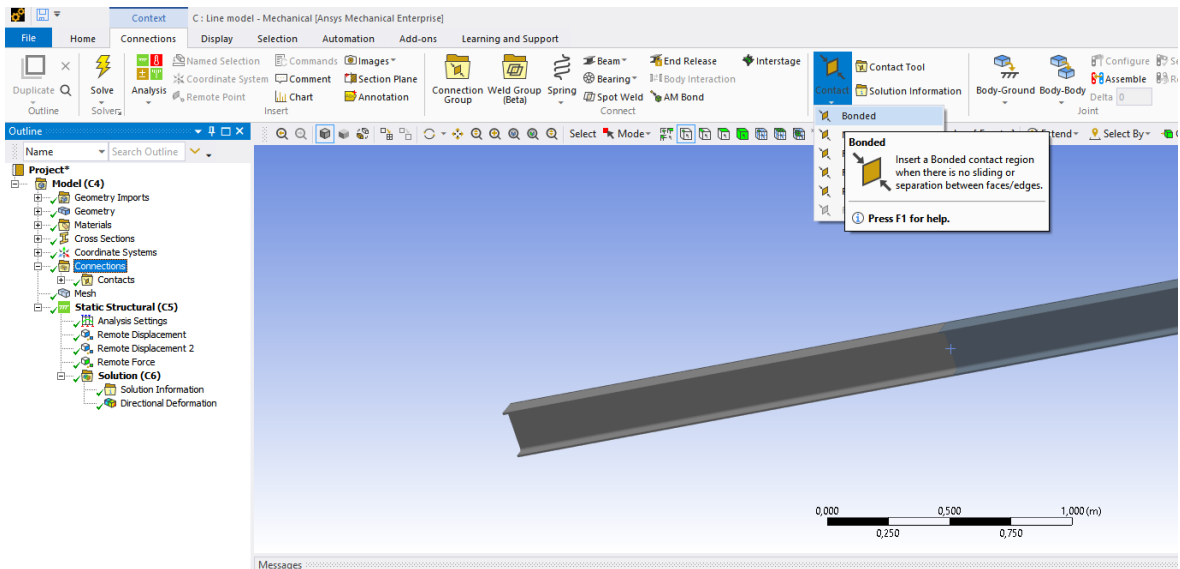 Context
C : Line model - Mechanical [Ansys Mechanical Enterprise]
File Home Connections Display Selection Automation Add-ons Learning and Support
Duplicate
Outline
Solve
Solvers
Analysis
Named Selection
Coordinate System
Remote Point
Commands
Comment
Chart
Images
Section Plane
Annotation
Insert
Connection Group
Weld Group (Beta)
Spring
Beam
Bearing
Spot Weld
End Release
Body Interaction
AM Bond
Interstage
Connect
Contact
Contact Tool
Solution Information
Body-Ground
Body-Body
Configure
Assemble
Delta 0
Joint
Outline
Name Search Outline
Select Mode
Select By
Bonded
Bonded
Insert a Bonded contact region
when there is no sliding or
separation between faces/edges.
Press F1 for help.
Project*
Model (C4)
Geometry Imports
Geometry
Materials
Cross Sections
Coordinate Systems
Connections
Contacts
Mesh
Static Structural (C5)
Analysis Settings
Remote Displacement
Remote Displacement 2
Remote Force
Solution (C6)
Solution Information
Directional Deformation
0,000 0,500 1,000 (m)
0,250 0,750
Messages